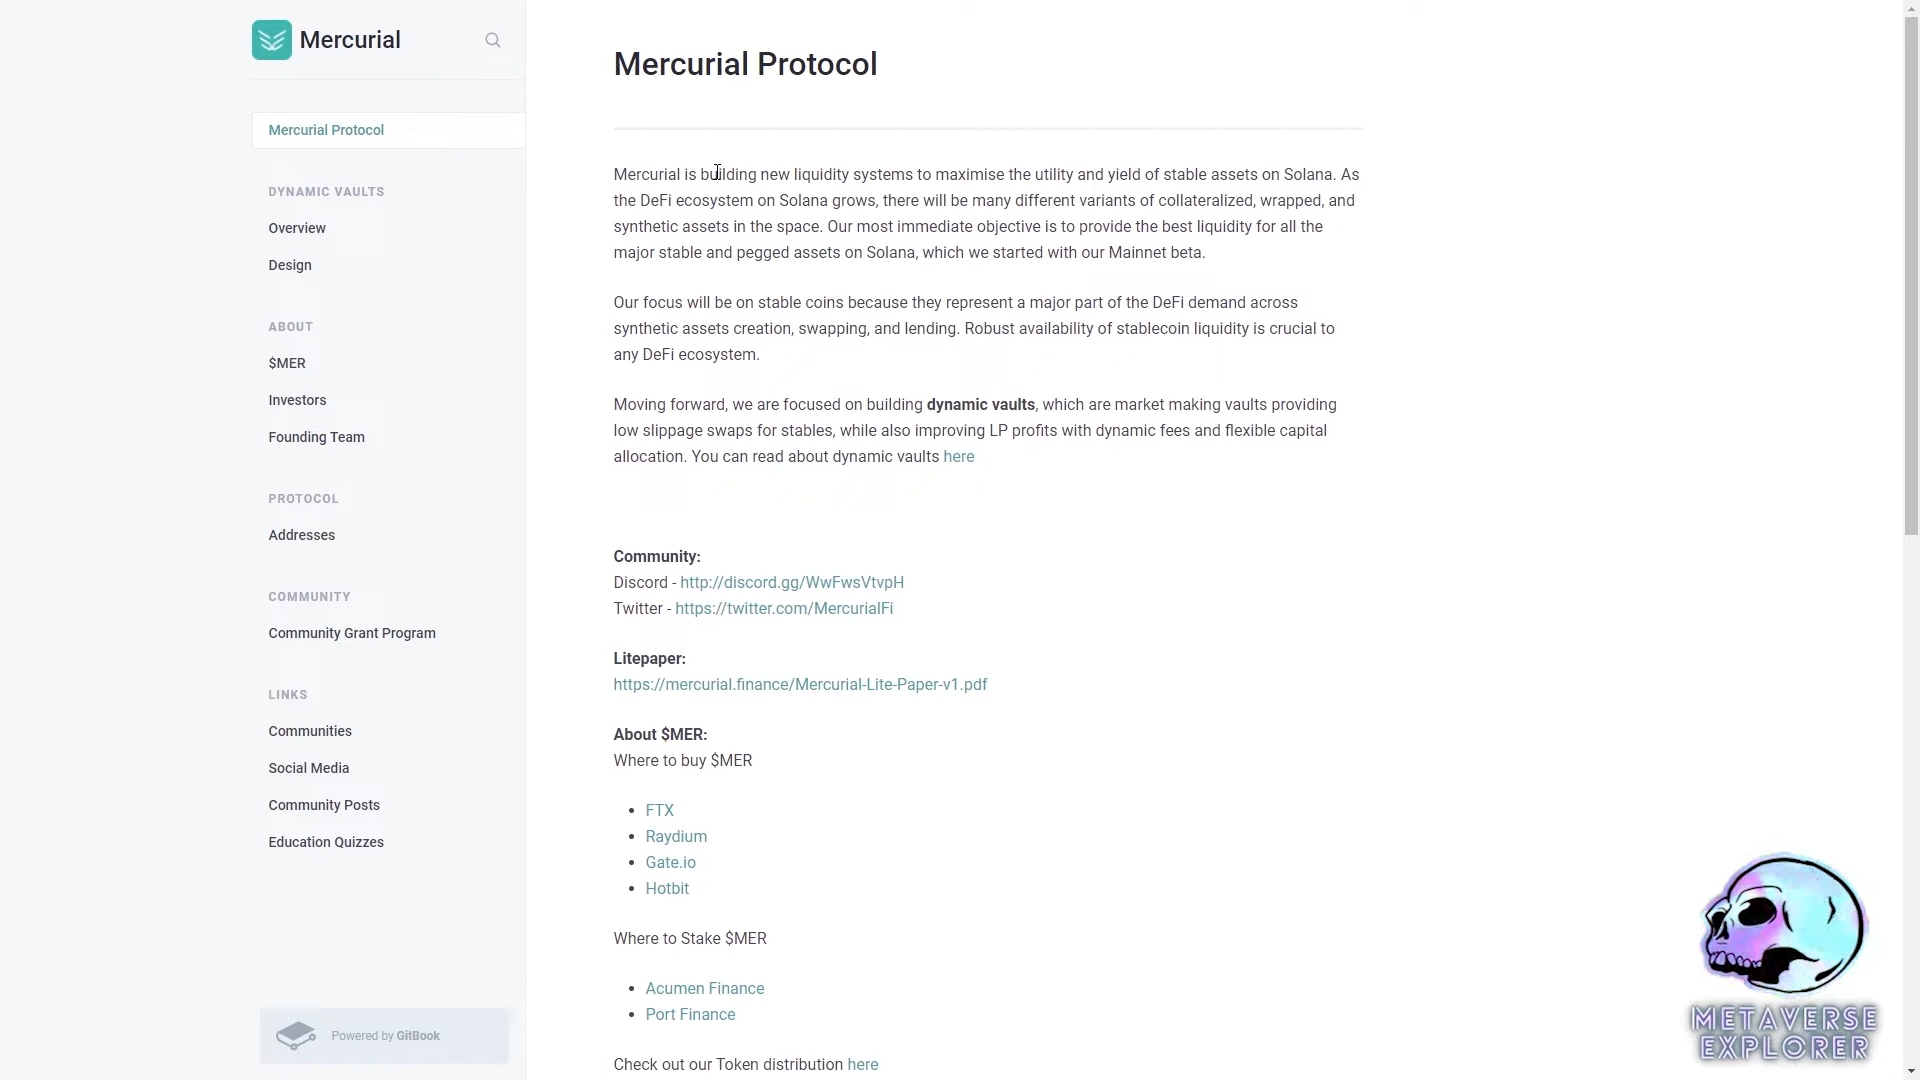 Mercurial
Mercurial Protocol
DYNAMIC VAULTS
Overview
Design
ABOUT
$MER
Investors
Founding Team
PROTOCOL
Addresses
COMMUNITY
Community Grant Program
LINKS
Communities
Social Media
Community Posts
Education Quizzes
Powered by GitBook
Mercurial Protocol
Mercurial is building new liquidity systems to maximise the utility and yield of stable assets on Solana. As
the DeFi ecosystem on Solana grows, there will be many different variants of collateralized, wrapped, and
synthetic assets in the space. Our most immediate objective is to provide the best liquidity for all the
major stable and pegged assets on Solana, which we started with our Mainnet beta.
Our focus will be on stable coins because they represent a major part of the DeFi demand across
synthetic assets creation, swapping, and lending. Robust availability of stablecoin liquidity is crucial to
any DeFi ecosystem.
Moving forward, we are focused on building dynamic vaults, which are market making vaults providing
low slippage swaps for stables, while also improving LP profits with dynamic fees and flexible capital
allocation. You can read about dynamic vaults here
Community:
Discord - http://discord.gg/WwFwsVtvpH
Twitter - https://twitter.com/MercurialFi
Litepaper:
https://mercurial.finance/Mercurial-Lite-Paper-v1.pdf
About $MER:
Where to buy $MER
• FTX
• Raydium
• Gate.io
• Hotbit
Where to Stake $MER
• Acumen Finance
• Port Finance
Check out our Token distribution here
METAVERSE
EXPLORER